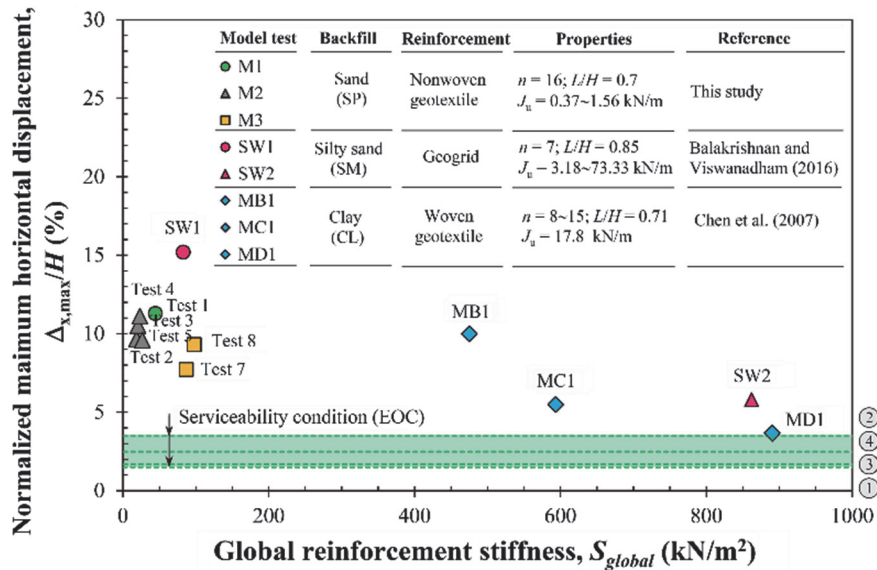 Normalized maimum horizontal displacement,
Δx,max/H (%)
30
25
20
15
10
5
0
Model test Backfill Reinforcement Properties Reference
M1
M2
M3
Sand
(SP)
Nonwoven
geotextile
n = 16; L/H = 0.7
Ju = 0.37~1.56 kN/m
This study
SW1
SW2
Silty sand
(SM)
Geogrid
n = 7; L/H = 0.85
Ju – 3.18~73.33 kN/m
Balakrishnan and
Viswanadham (2016)
MB1
MC1
MD1
Clay
(CL)
Woven
geotextile
n = 8~15; L/H = 0.71
Ju – 17.8 kN/m
Chen et al. (2007)
SW1
Test 4
Test 1
Test 3
Test 5
Test 2
Test 8
Test 7
MB1
MC1
SW2
MD1
Serviceability condition (EOC)
②
④
③
①
0 200 400 600 800 1000
Global reinforcement stiffness, Sglobal (kN/m²)